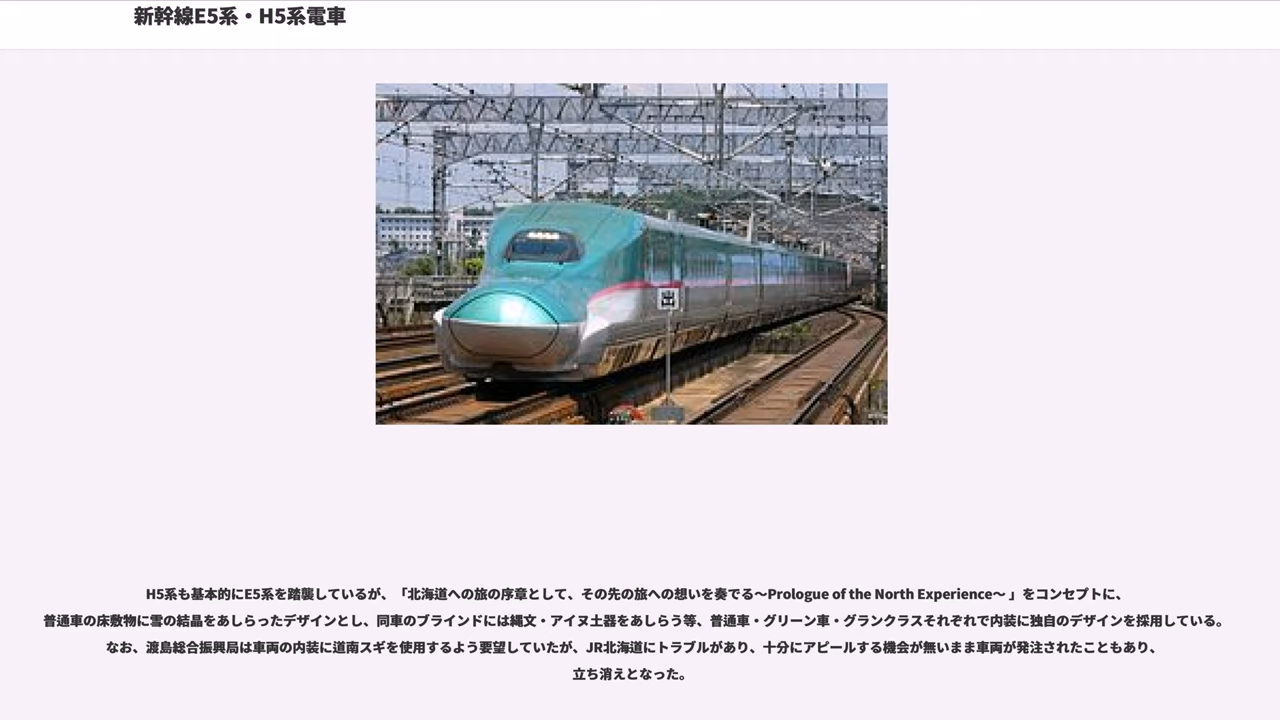 新幹線E5系・H5系電車
出
H5系も基本的にE5系を踏襲しているが、「北海道への旅の序章として、その先の旅への想いを奏でる〜Prologue of the North Experience〜 」をコンセプトに、
普通車の床敷物に雪の結晶をあしらったデザインとし、同車のブラインドには縄文・アイヌ土器をあしらう等、普通車・グリーン車・グランクラスそれぞれで内装に独自のデザインを採用している。
なお、渡島総合振興局は車両の内装に道南スギを使用するよう要望していたが、JR北海道にトラブルがあり、十分にアピールする機会が無いまま車両が発注されたこともあり、
立ち消えとなった。